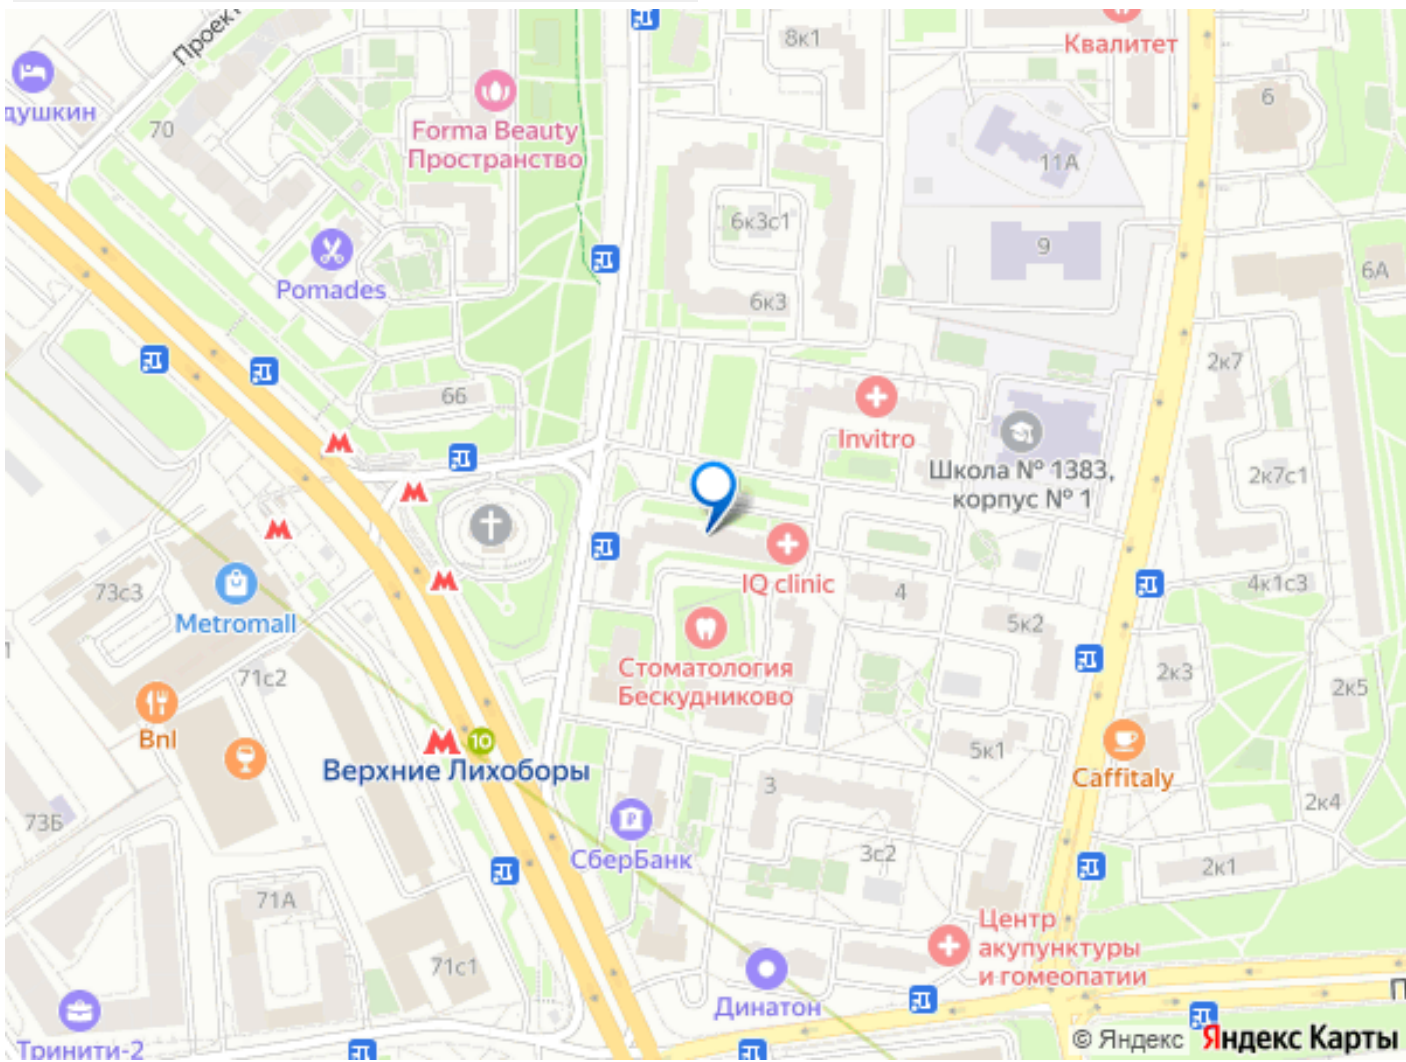 Проект
душкин
70
Forma Beauty
Пространство
8к1
Квалитет
6
11А
6к3с1
9
6А
Pomades
6к3
2к7
66
Invitro
Школа № 1383,
корпус № 1
2к7с1
73с3
Metromall
IQ clinic
4
4к1с3
5к2
Стоматология
Бескудниково
71с2
2к3
2к5
Bnl
10
Верхние Лихоборы
5к1
Caffitaly
3
2к4
73Б
СберБанк
3с2
2к1
71А
Центр
акупунктуры
и гомеопатии
71с1
Динатон
П
Тринити-2
© Яндекс Яндекс Карты